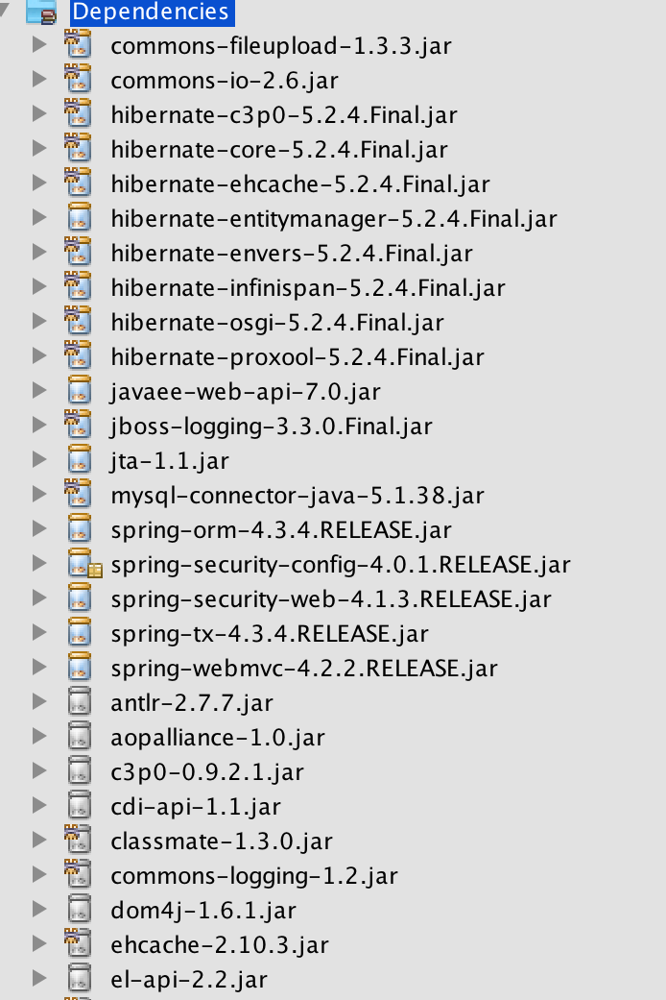 Dependencies
commons-fileupload-1.3.3.jar
commons-io-2.6.jar
hibernate-c3p0-5.2.4.Final.jar
hibernate-core-5.2.4.Final.jar
hibernate-ehcache-5.2.4.Final.jar
hibernate-entitymanager-5.2.4.Final.jar
hibernate-envers-5.2.4.Final.jar
hibernate-infinispan-5.2.4.Final.jar
hibernate-osgi-5.2.4.Final.jar
hibernate-proxool-5.2.4.Final.jar
javaee-web-api-7.0.jar
jboss-logging-3.3.0.Final.jar
jta-1.1.jar
mysql-connector-java-5.1.38.jar
spring-orm-4.3.4.RELEASE.jar
spring-security-config-4.0.1.RELEASE.jar
spring-security-web-4.1.3.RELEASE.jar
spring-tx-4.3.4.RELEASE.jar
spring-webmvc-4.2.2.RELEASE.jar
antlr-2.7.7.jar
aopalliance-1.0.jar
c3p0-0.9.2.1.jar
cdi-api-1.1.jar
classmate-1.3.0.jar
commons-logging-1.2.jar
dom4j-1.6.1.jar
ehcache-2.10.3.jar
el-api-2.2.jar